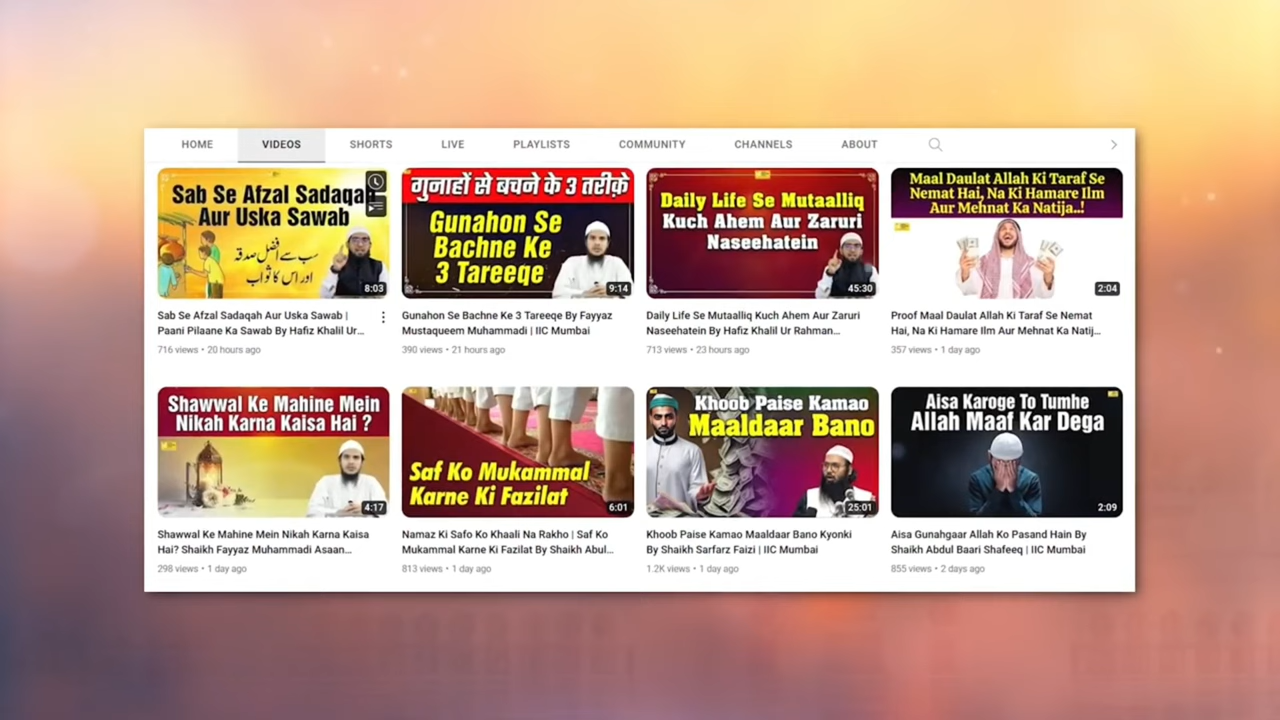 HOME VIDEOS SHORTS LIVE PLAYLISTS COMMUNITY CHANNELS ABOUT
Sab Se Afzal Sadaqah
Aur Uska Sawab
سب سے افضل صدقہ
اور اس کا ثواب
8:03
Sab Se Afzal Sadaqah Aur Uska Sawab |
Paani Pilaane Ka Sawab By Hafiz Khalil Ur...
716 views • 20 hours ago
गुनाहों से बचने के 3 तरीक़े
Gunahon Se
Bachne Ke
3 Tareeqe
9:14
Gunahon Se Bachne Ke 3 Tareeqe By Fayyaz
Mustaqueem Muhammadi | IIC Mumbai
390 views • 21 hours ago
Daily Life Se Mutaalliq
Kuch Ahem Aur Zaruri
Naseehatein
45:30
Daily Life Se Mutaalliq Kuch Ahem Aur Zaruri
Naseehatein By Hafiz Khalil Ur Rahman...
713 views • 23 hours ago
Maal Daulat Allah Ki Taraf Se
Nemat Hai, Na Ki Hamare Ilm
Aur Mehnat Ka Natija..!
2:04
Proof Maal Daulat Allah Ki Taraf Se Nemat
Hai, Na Ki Hamare Ilm Aur Mehnat Ka Natij...
357 views • 1 day ago
Shawwal Ke Mahine Mein
Nikah Karna Kaisa Hai ?
4:17
Shawwal Ke Mahine Mein Nikah Karna Kaisa
Hai? Shaikh Fayyaz Muhammadi Asaan...
298 views • 1 day ago
Saf Ko Mukammal
Karne Ki Fazilat
6:01
Namaz Ki Safo Ko Khaali Na Rakho | Saf Ko
Mukammal Karne Ki Fazilat By Shaikh Abul...
813 views • 1 day ago
Khoob Paise Kamao
Maaldaar Bano
25:01
Khoob Paise Kamao Maaldaar Bano Kyonki
By Shaikh Sarfarz Faizi | IIC Mumbai
1.2K views • 1 day ago
Aisa Karoge To Tumhe
Allah Maaf Kar Dega
2:09
Aisa Gunahgaar Allah Ko Pasand Hain By
Shaikh Abdul Baari Shafeeq | IIC Mumbai
855 views • 2 days ago